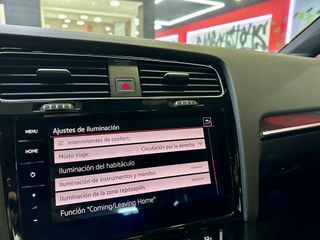 Ajustes de iluminación
MENU
Intermitentes de confort
Modo Viaje:
Circulación por la derecha
HOME
Iluminación del habitáculo
Iluminación de instrumentos y mandos
Iluminación de la zona reposapiés
Función "Coming/Leaving Home"